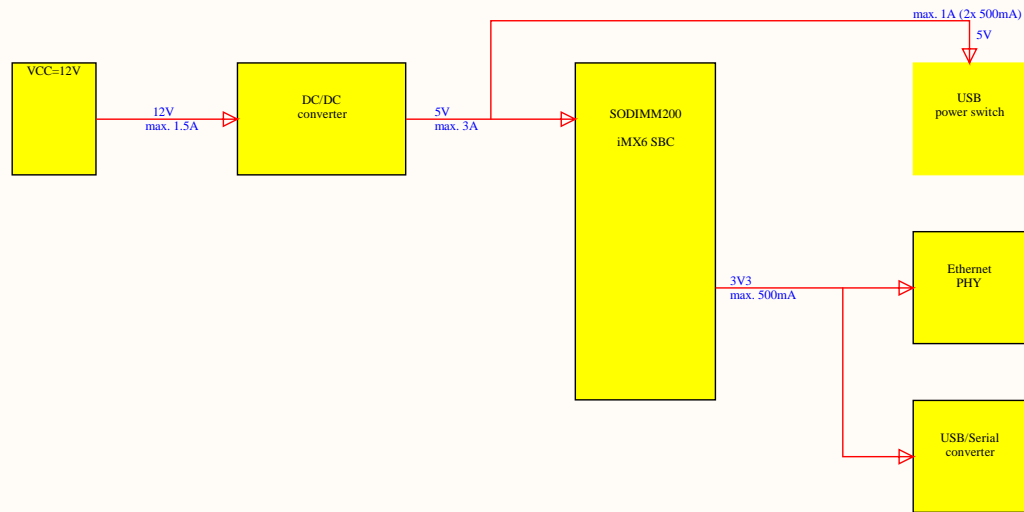 max. 1A (2x 500mA)
5V
VCC=12V
12V
max. 1.5A
DC/DC
converter
5V
max. 3A
SODIMM200
iMX6 SBC
USB
power switch
3V3
max. 500mA
Ethernet
PHY
USB/Serial
converter